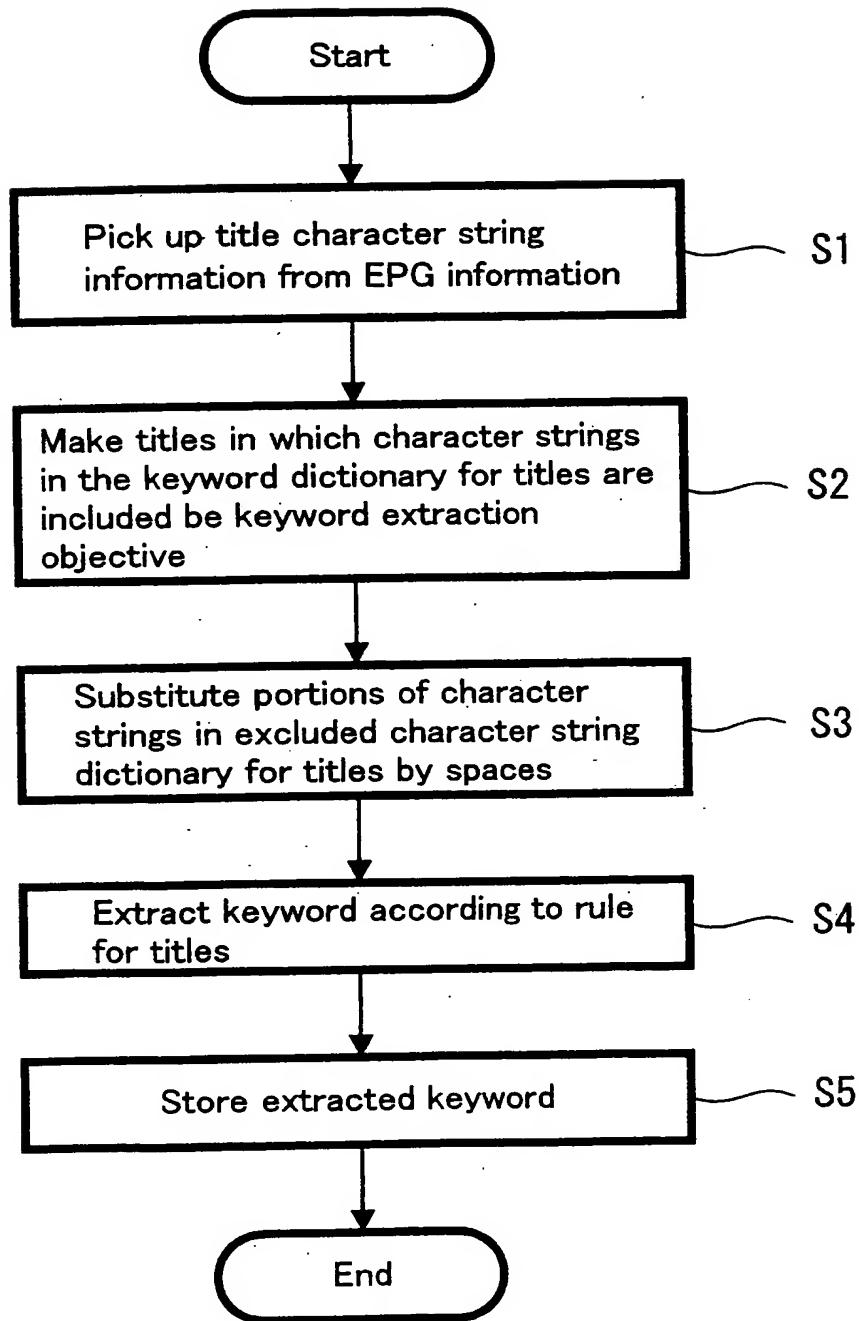 Start
Pick up title character string
information from EPG information
S1
Make titles in which character strings
in the keyword dictionary for titles are
included be keyword extraction
objective
S2
Substitute portions of character
strings in excluded character string
dictionary for titles by spaces
S3
Extract keyword according to rule
for titles
S4
Store extracted keyword
S5
End